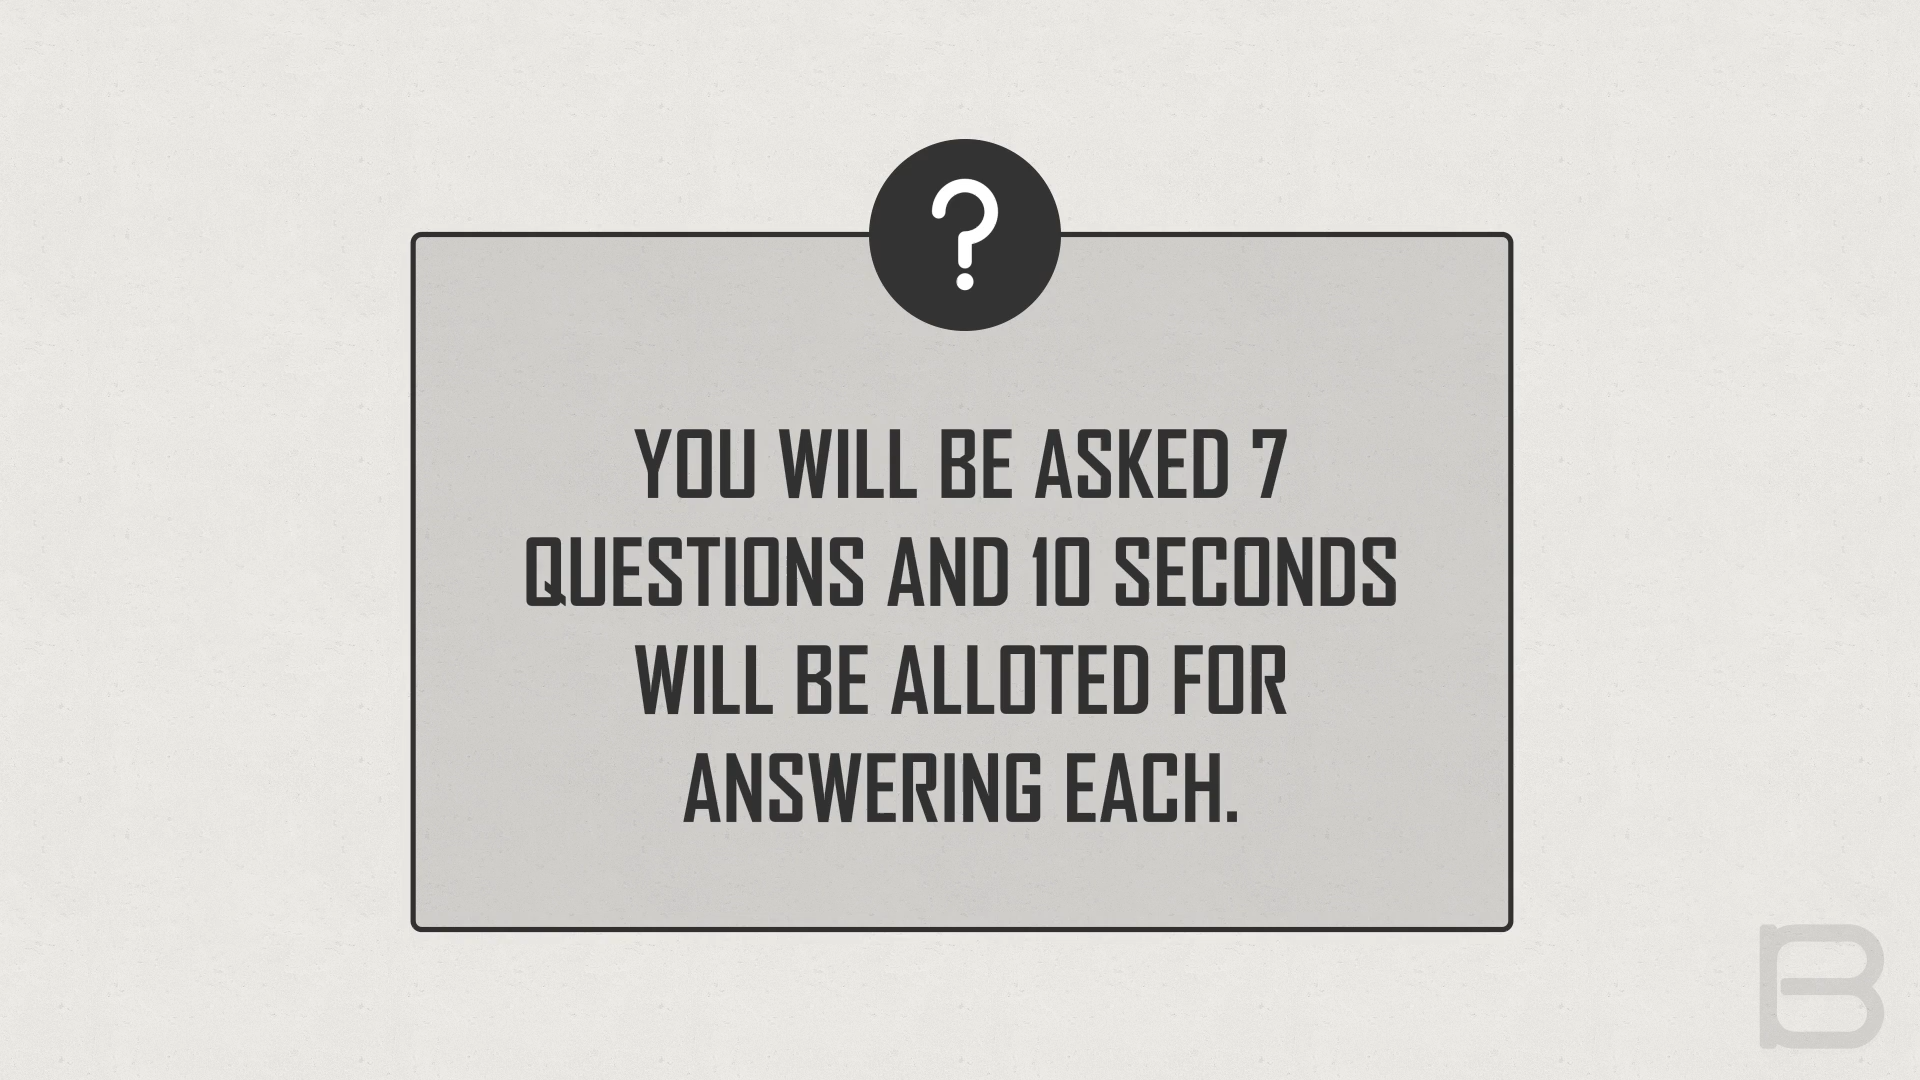 ?
YOU WILL BE ASKED 7
QUESTIONS AND 10 SECONDS
WILL BE ALLOTED FOR
ANSWERING EACH.
B